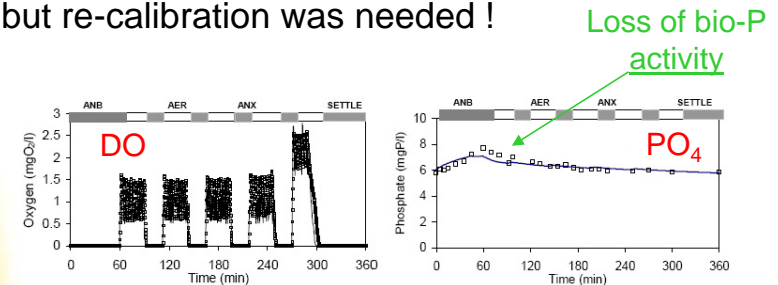 but re-calibration was needed !
Loss of bio-P
activity
ANB AER ANX SETTLE
DO
Oxygen (mgO2/l)
3
2.5
2
1.5
1
0.5
0
0 60 120 180 240 300 360
Time (min)
ANB AER ANX SETTLE
PO4
Phosphate (mgP/l)
10
8
6
4
2
0
0 60 120 180 240 300 360
Time (min)